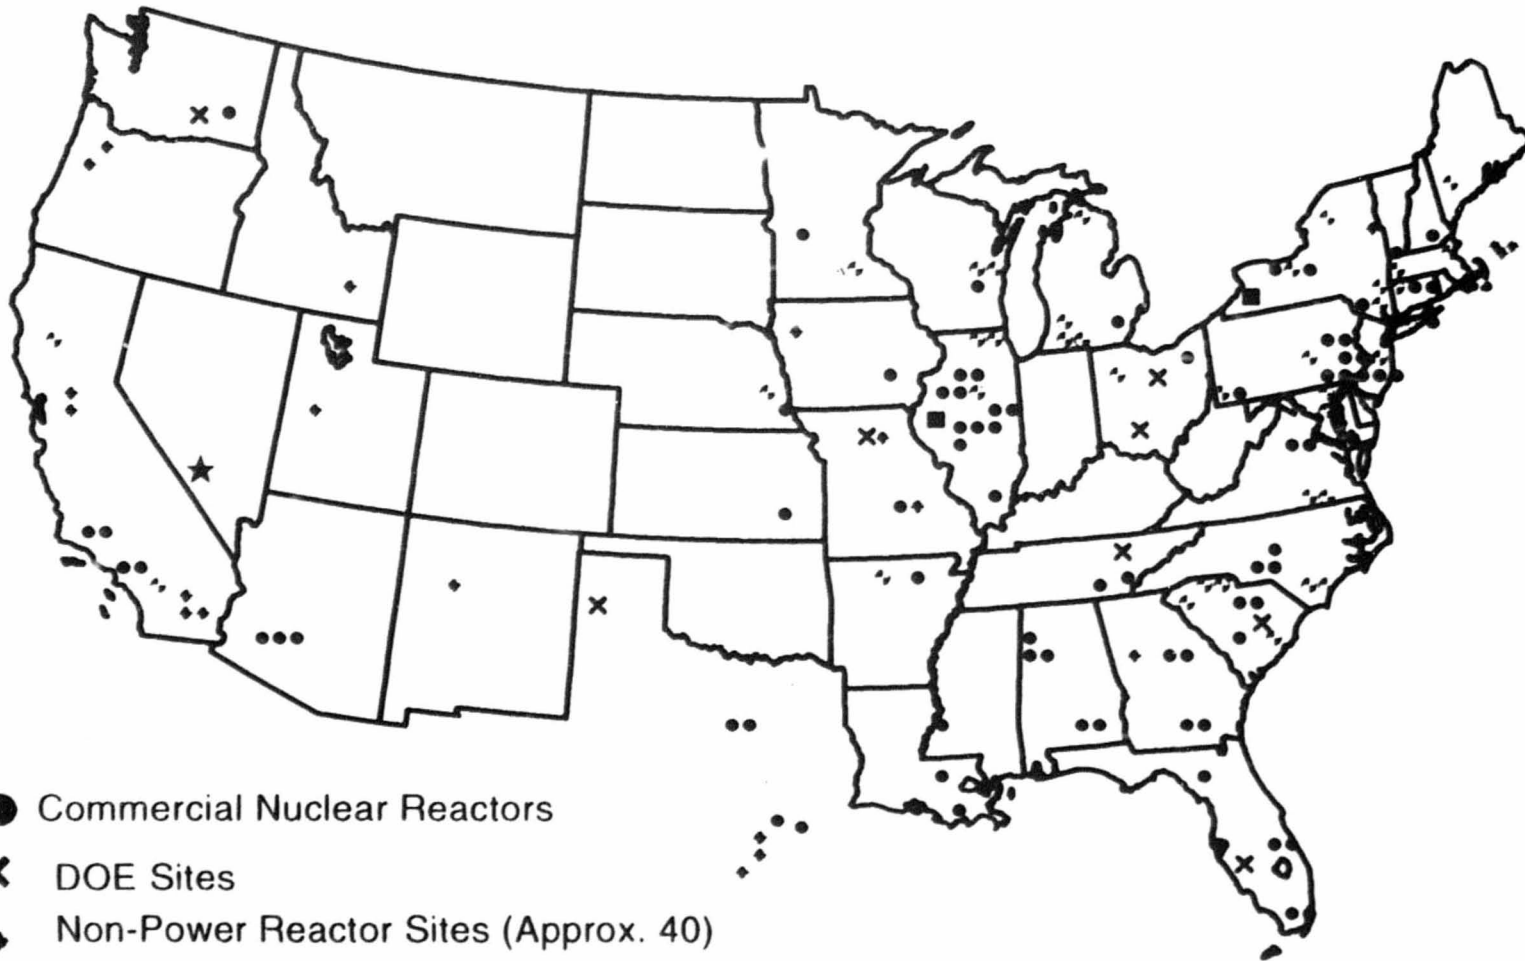 Commercial Nuclear Reactors
DOE Sites
Non-Power Reactor Sites (Approx. 40)